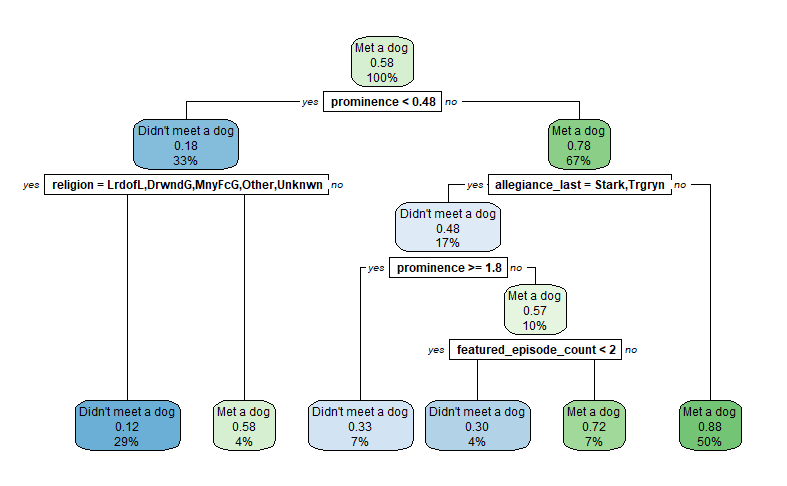 Met a dog
0.58
100%
yes prominence < 0.48 no
Didn't meet a dog
0.18
33%
Met a dog
0.78
67%
yes religion = LrdofL,DrwndG,MnyFcG,Other,Unknwn no
yes allegiance_last = Stark,Trgryn no
Didn't meet a dog
0.48
17%
yes prominence >= 1.8 no
Met a dog
0.57
10%
yes featured_episode_count < 2 no
Didn't meet a dog
0.12
29%
Met a dog
0.58
4%
Didn't meet a dog
0.33
7%
Didn't meet a dog
0.30
4%
Met a dog
0.72
7%
Met a dog
0.88
50%